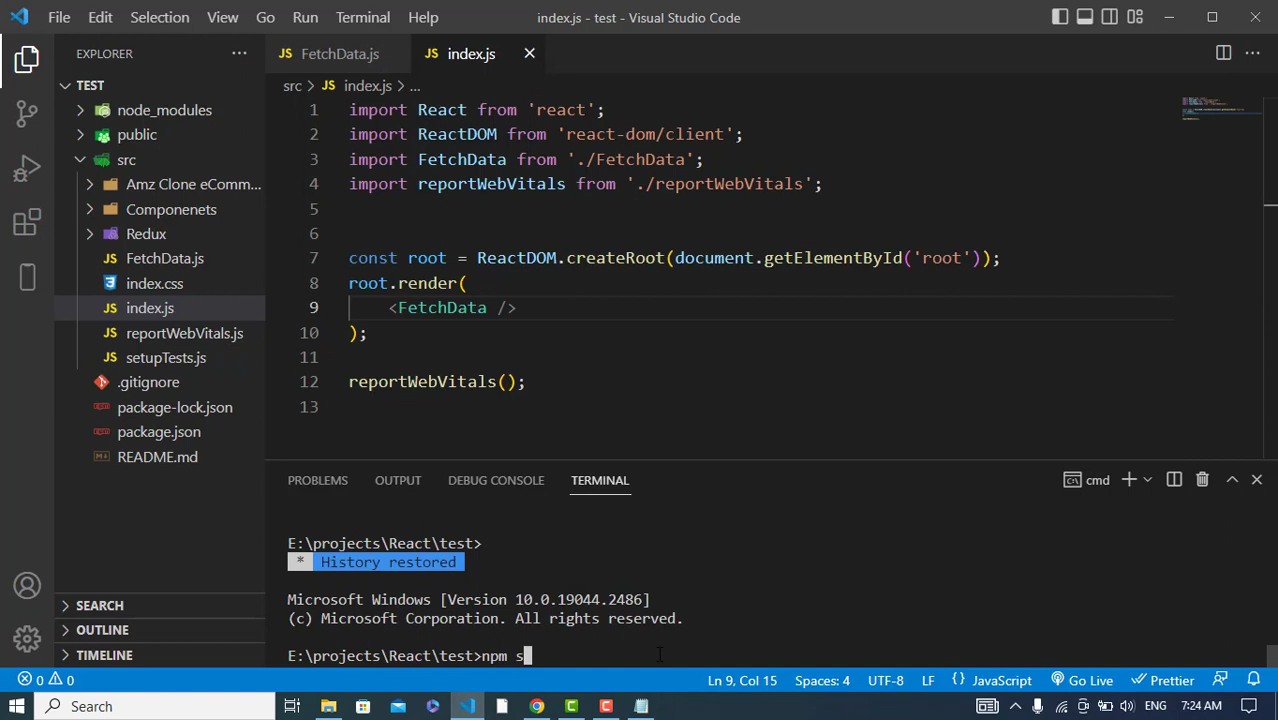 File Edit Selection View Go Run Terminal Help index.js - test - Visual Studio Code
EXPLORER
TEST
node_modules
public
src
Amz Clone eComm...
Componenets
Redux
JS FetchData.js
index.css
JS index.js
JS reportWebVitals.js
JS setupTests.js
.gitignore
package-lock.json
package.json
README.md
SEARCH
OUTLINE
TIMELINE
JS FetchData.js JS index.js
src > JS index.js > ...
1 import React from 'react';
2 import ReactDOM from 'react-dom/client';
3 import FetchData from './FetchData';
4 import reportWebVitals from './reportWebVitals';
5
6
7 const root = ReactDOM.createRoot(document.getElementById('root'));
8 root.render(
9 <FetchData />
10 );
11
12 reportWebVitals();
13
PROBLEMS OUTPUT DEBUG CONSOLE TERMINAL cmd
E:\projects\React\test>
* History restored
Microsoft Windows [Version 10.0.19044.2486]
(c) Microsoft Corporation. All rights reserved.
E:\projects\React\test>npm s
0 0 Ln 9, Col 15 Spaces: 4 UTF-8 LF {} JavaScript Go Live Prettier
Search ENG 7:24 AM